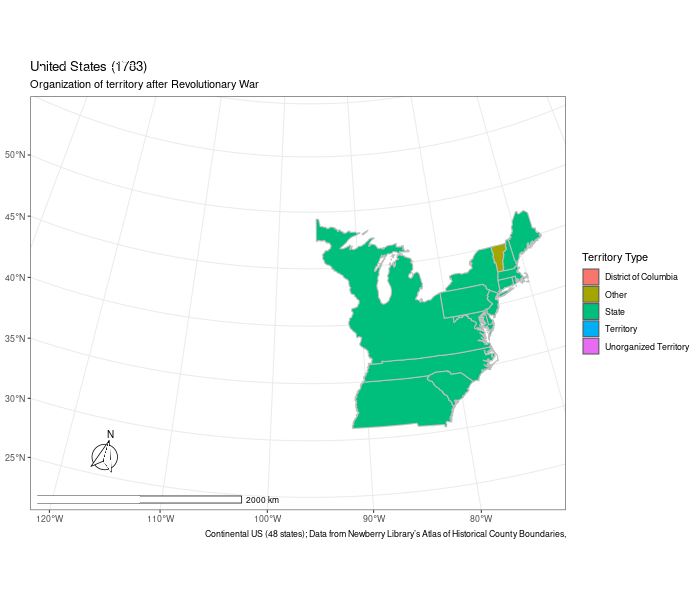 United States (1783)
Organization of territory after Revolutionary War
50°N
45°N
40°N
35°N
30°N
25°N
N
2000 km
120°W
110°W
100°W
90°W
80°W
Territory Type
District of Columbia
Other
State
Territory
Unorganized Territory
Continental US (48 states); Data from Newberry Library's Atlas of Historical County Boundaries,